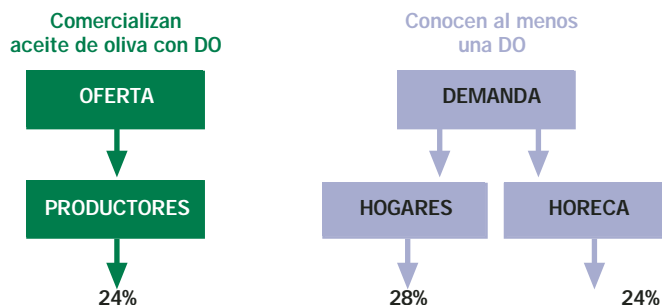 Comercializan
aceite de oliva con DO
OFERTA
PRODUCTORES
24%
Conocen al menos
una DO
DEMANDA
HOGARES
HORECA
28%
24%